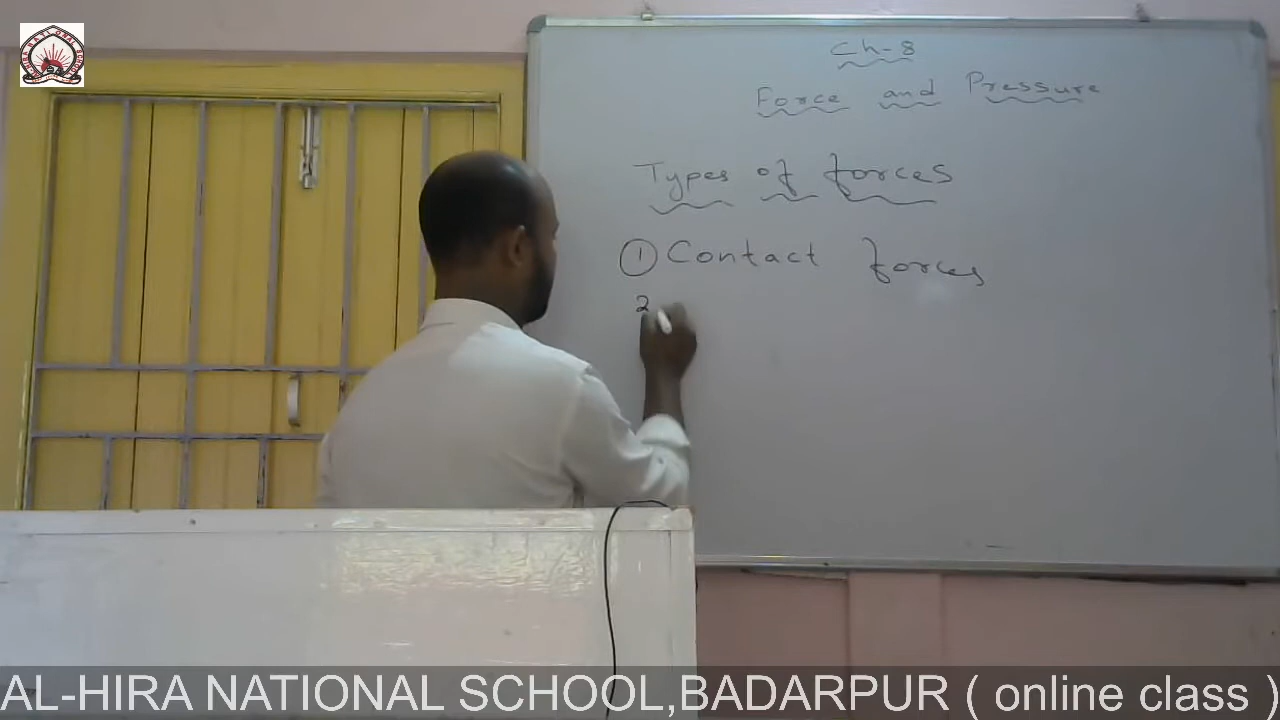 Ch-8
Force and Pressure
Types of forces
1 Contact forces
2
AL-HIRA NATIONAL SCHOOL,BADARPUR ( online class )